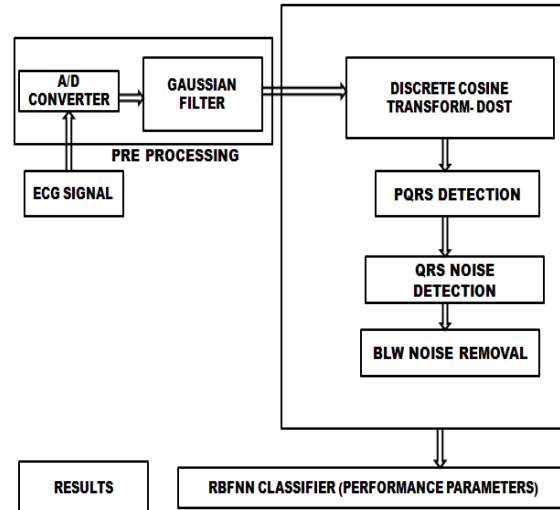 A/D
CONVERTER
GAUSSIAN
FILTER
DISCRETE COSINE
TRANSFORM- DOST
PRE PROCESSING
ECG SIGNAL
PQRS DETECTION
QRS NOISE
DETECTION
BLW NOISE REMOVAL
RESULTS
RBFNN CLASSIFIER (PERFORMANCE PARAMETERS)